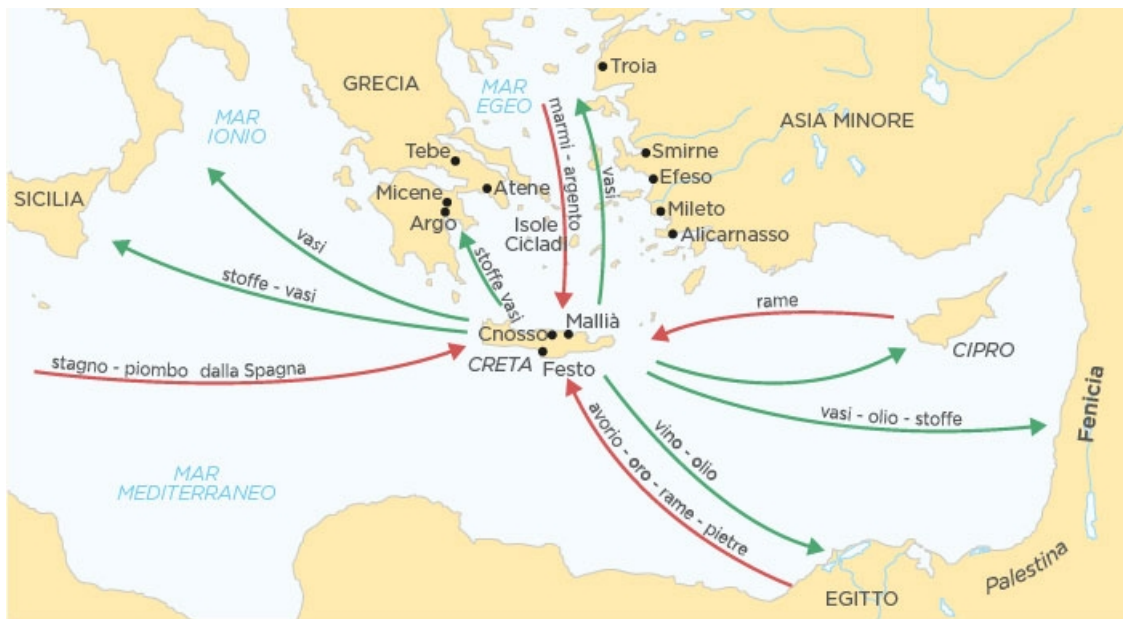 Troia
GRECIA
MAR
EGEO
MAR
IONIO
marmi - argento
ASIA MINORE
Tebe
Smirne
vasi
Efeso
SICILIA
Micene
Atene
Argo
Isole
Cicladi
Mileto
Alicarnasso
vasi
stoffe vasi
stoffe - vasi
rame
Mallià
Cnosso
CRETA
Festo
CIPRO
stagno - piombo dalla Spagna
Fenicia
vasi - olio - stoffe
vino - olio
avorio - oro - rame - pietre
MAR
MEDITERRANEO
Palestina
EGITTO